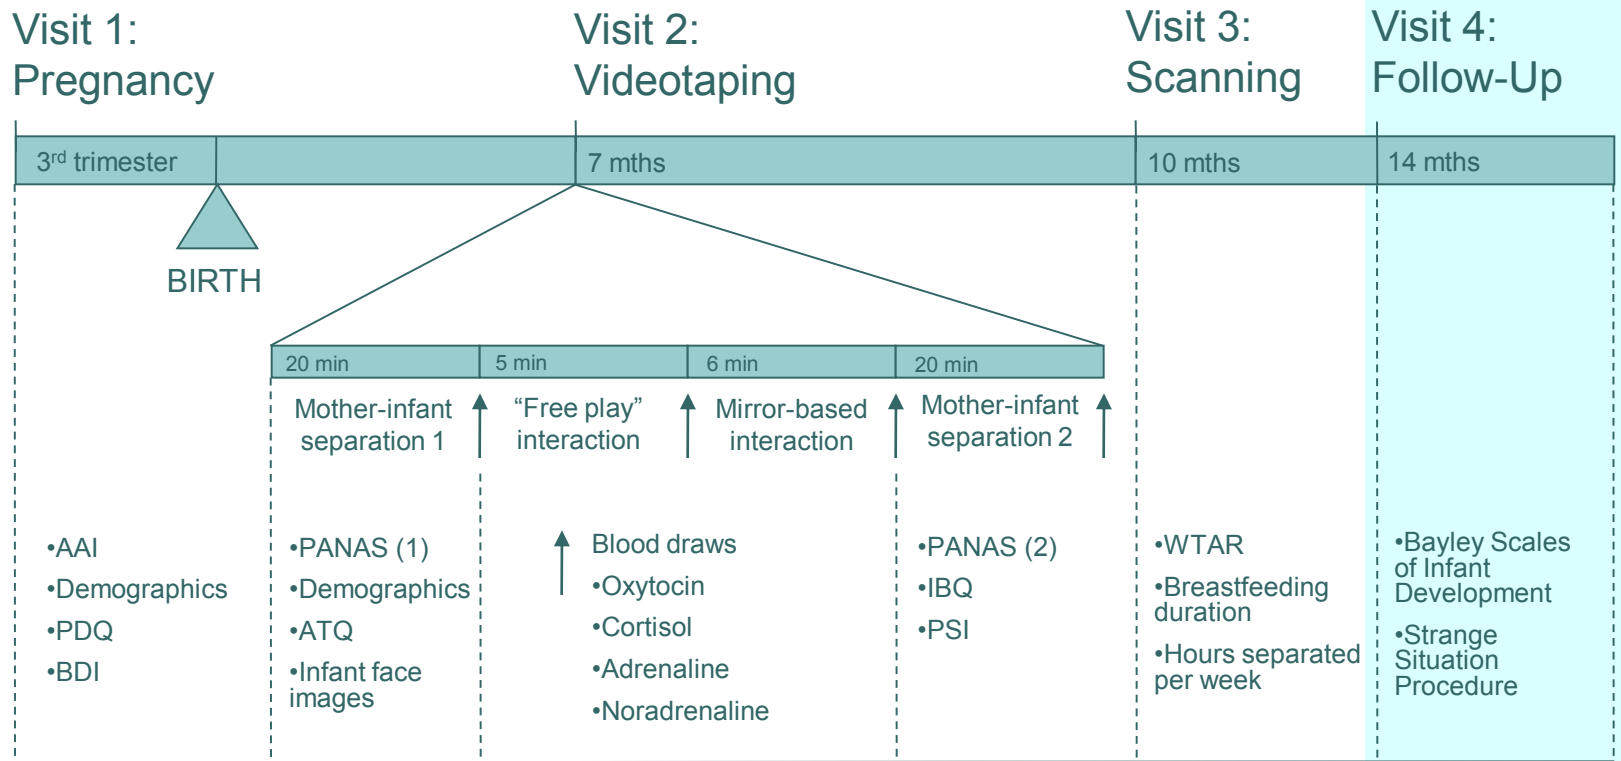 Visit 1:
Pregnancy
Visit 2:
Videotaping
Visit 3:
Scanning
Visit 4:
Follow-Up
3rd trimester
7 mths
10 mths
14 mths
BIRTH
20 min
5 min
6 min
20 min
Mother-infant
separation 1
“Free play”
interaction
Mirror-based
interaction
Mother-infant
separation 2
•AAI
•Demographics
•PDQ
•BDI
•PANAS (1)
•Demographics
•ATQ
•Infant face
images
Blood draws
•Oxytocin
•Cortisol
•Adrenaline
•Noradrenaline
•PANAS (2)
•IBQ
•PSI
•WTAR
•Breastfeeding
duration
•Hours separated
per week
•Bayley Scales
of Infant
Development
•Strange
Situation
Procedure